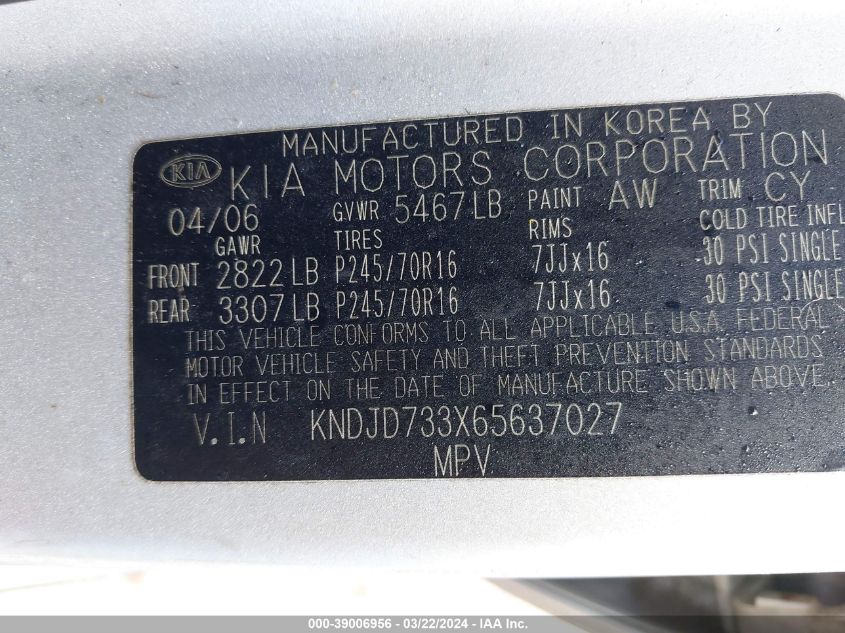 MANUFACTURED IN KOREA BY
KIA KIA MOTORS CORPORATION
04/06 GVWR 5467LB PAINT AW TRIM CY
GAWR TIRES RIMS COLD TIRE INFL
FRONT 2822LB P245/70R16 7JJx16 30 PSI SINGLE
REAR 3307LB P245/70R16 7JJx16 30 PSI SINGLE
THIS VEHICLE CONFORMS TO ALL APPLICABLE U.S.A. FEDERAL
MOTOR VEHICLE SAFETY AND THEFT PREVENTION STANDARDS
IN EFFECT ON THE DATE OF MANUFACTURE SHOWN ABOVE.
V.I.N KNDJD733X65637027
MPV
000-39006956 - 03/22/2024 - IAA Inc.